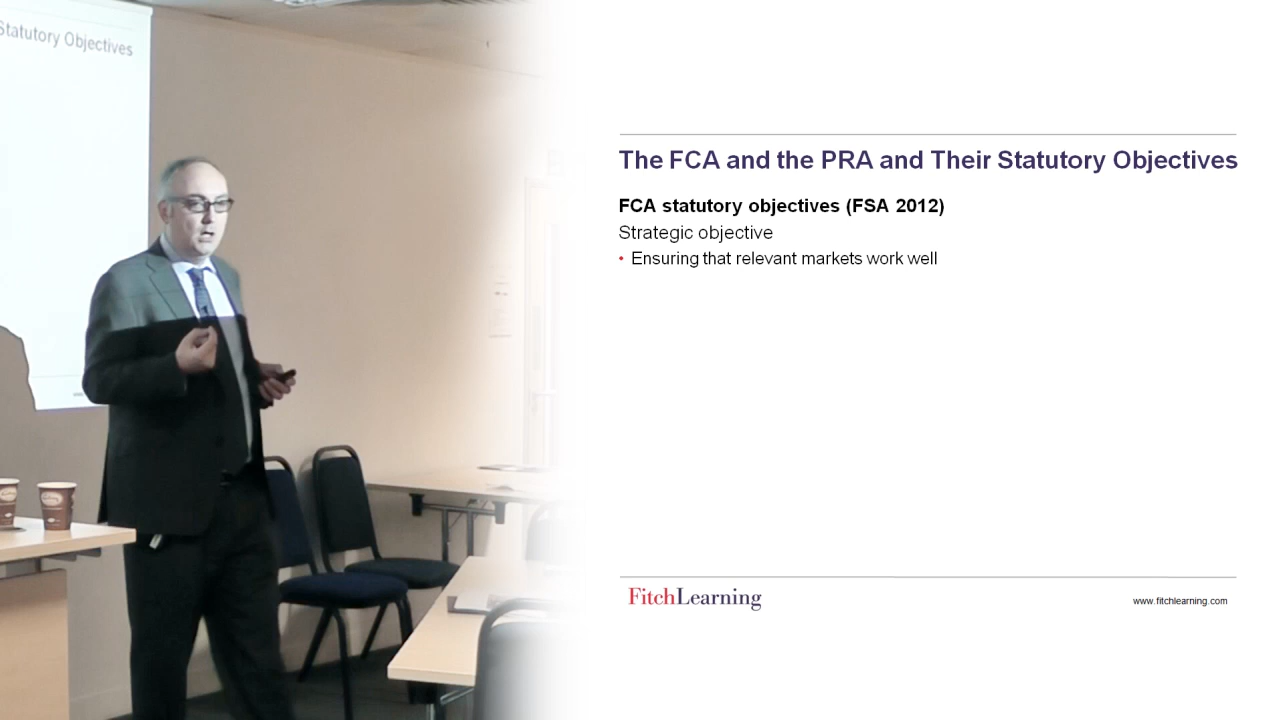 Statutory Objectives
The FCA and the PRA and Their Statutory Objectives
FCA statutory objectives (FSA 2012)
Strategic objective
• Ensuring that relevant markets work well
FitchLearning
www.fitchlearning.com